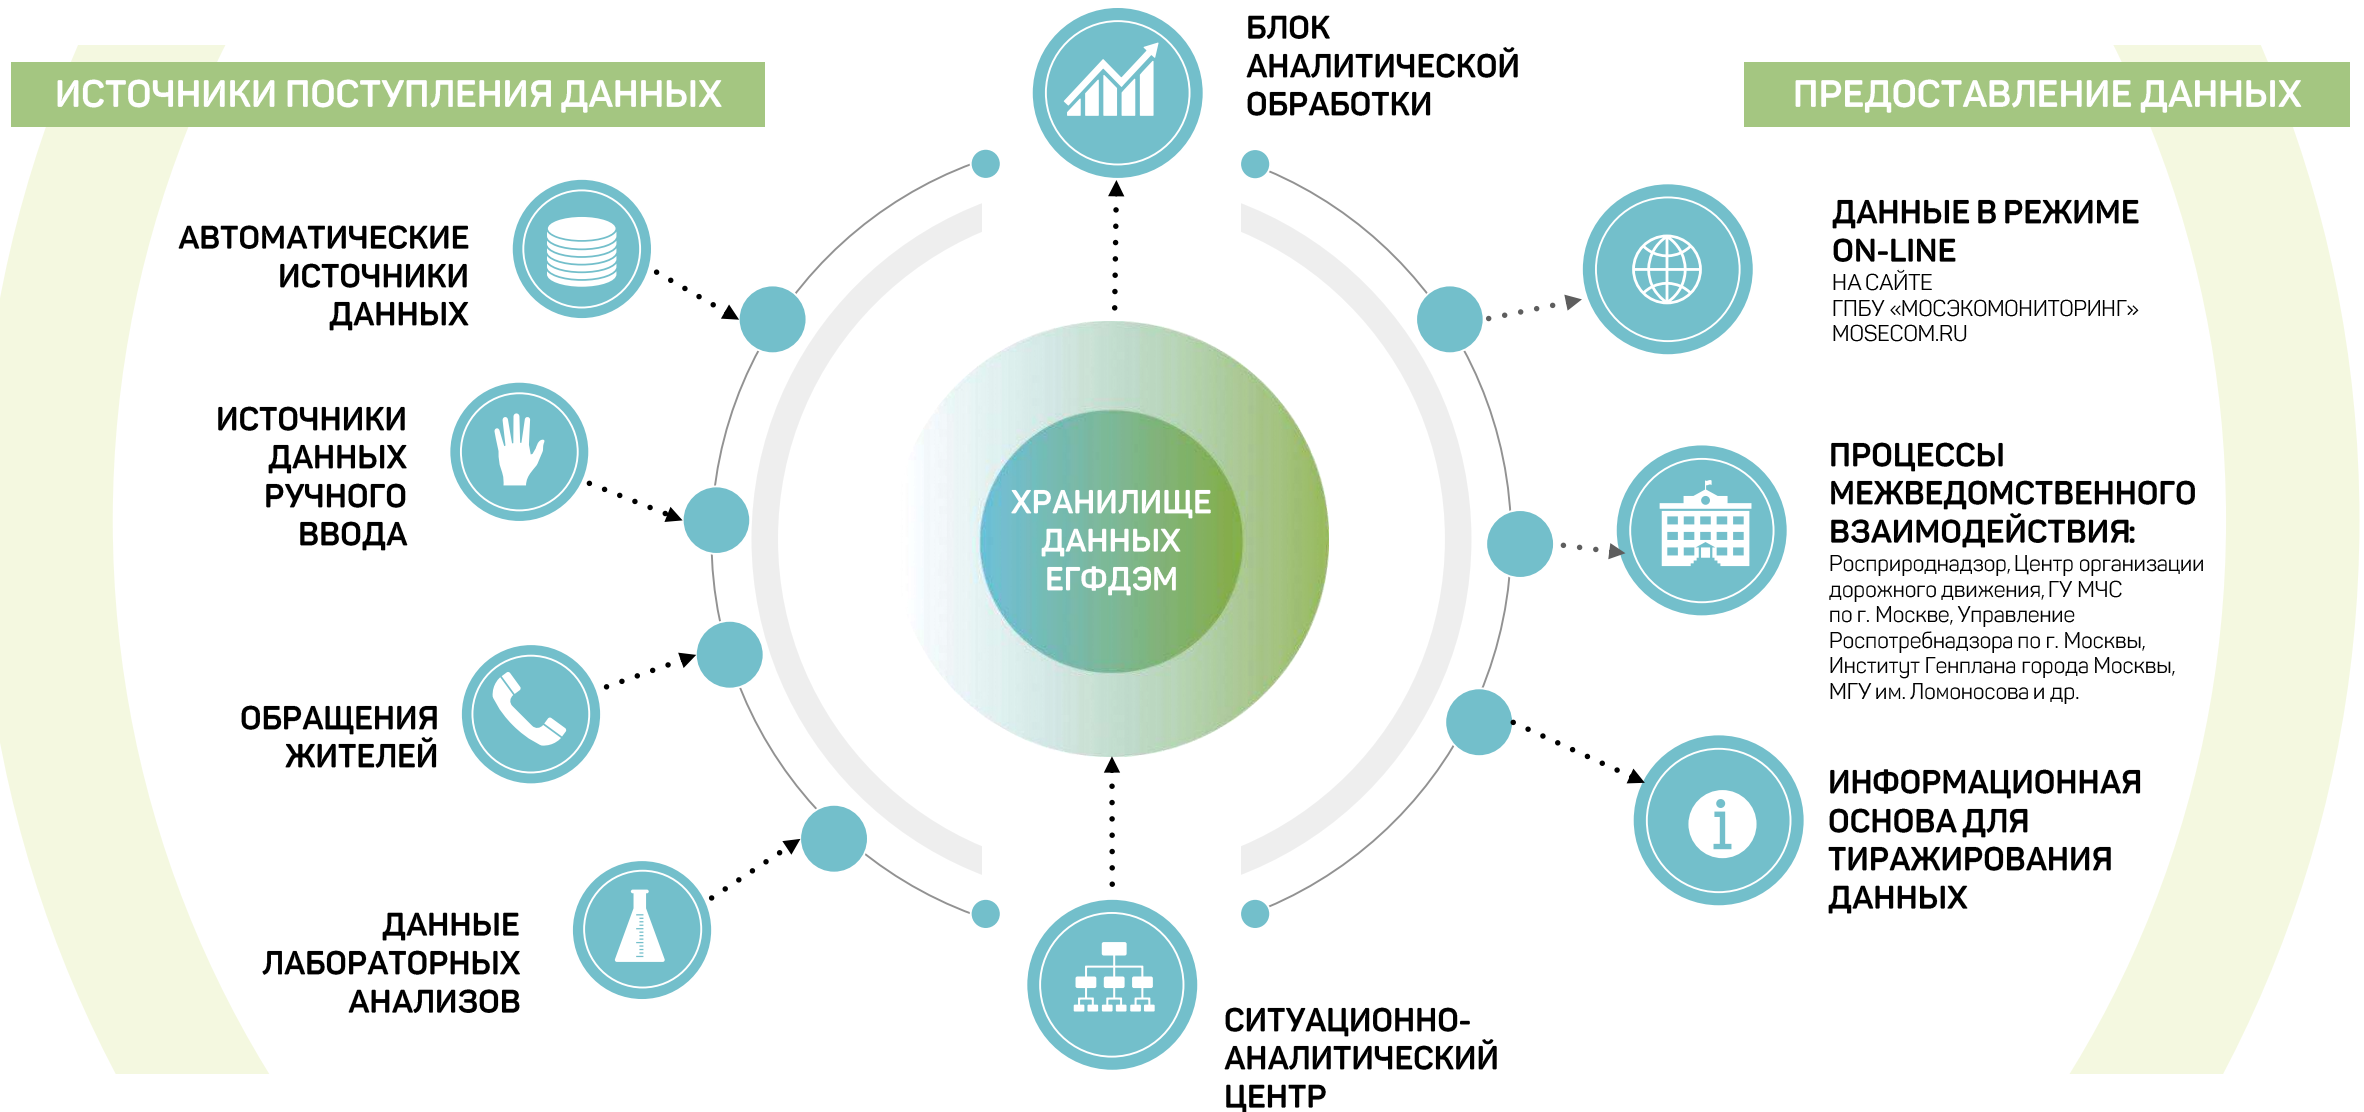 ИСТОЧНИКИ ПОСТУПЛЕНИЯ ДАННЫХ
АВТОМАТИЧЕСКИЕ
ИСТОЧНИКИ
ДАННЫХ
ИСТОЧНИКИ
ДАННЫХ
РУЧНОГО
ВВОДА
ОБРАЩЕНИЯ
ЖИТЕЛЕЙ
ДАННЫЕ
ЛАБОРАТОРНЫХ
АНАЛИЗОВ
БЛОК
АНАЛИТИЧЕСКОЙ
ОБРАБОТКИ
ХРАНИЛИЩЕ
ДАННЫХ
ЕГФДЭМ
СИТУАЦИОННО-
АНАЛИТИЧЕСКИЙ
ЦЕНТР
ПРЕДОСТАВЛЕНИЕ ДАННЫХ
ДАННЫЕ В РЕЖИМЕ
ON-LINE
НА САЙТЕ
ГПБУ «МОСЭКОМОНИТОРИНГ»
MOSECOM.RU
ПРОЦЕССЫ
МЕЖВЕДОМСТВЕННОГО
ВЗАИМОДЕЙСТВИЯ:
Росприроднадзор, Центр организации
дорожного движения, ГУ МЧС
по г. Москве, Управление
Роспотребнадзора по г. Москвы,
Институт Генплана города Москвы,
МГУ им. Ломоносова и др.
i
ИНФОРМАЦИОННАЯ
ОСНОВА ДЛЯ
ТИРАЖИРОВАНИЯ
ДАННЫХ